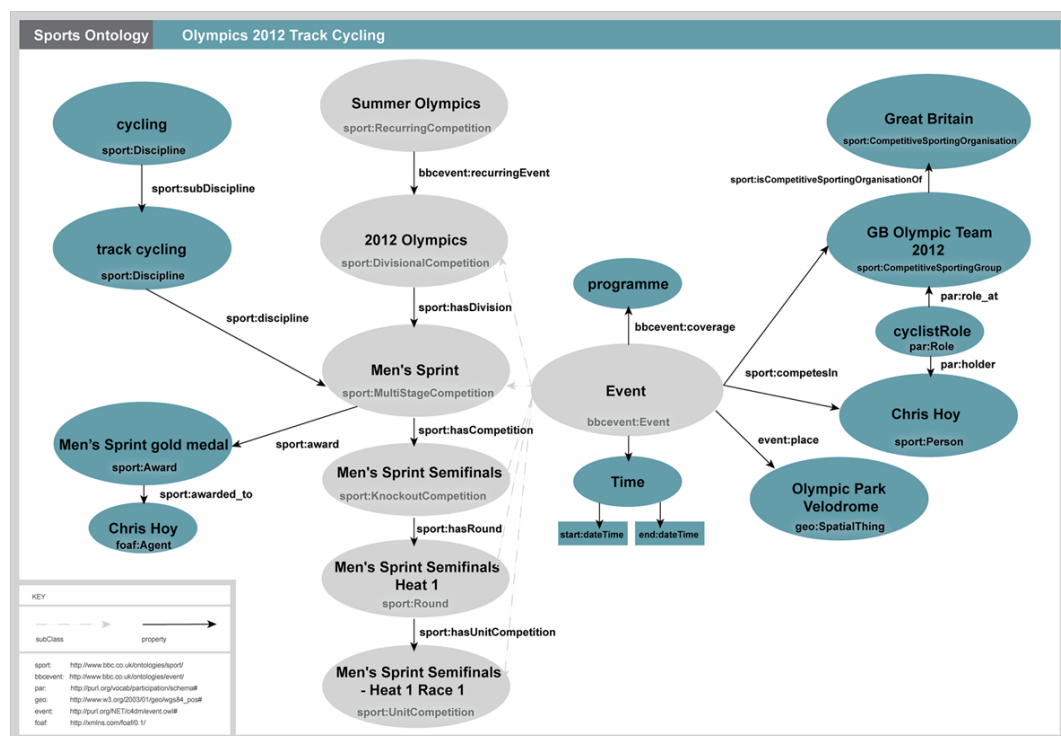 Sports Ontology
Olympics 2012 Track Cycling
cycling
sport:Discipline
sport:subDiscipline
track cycling
sport:Discipline
sport:discipline
Summer Olympics
sport:RecurringCompetition
bbcevent:recurringEvent
2012 Olympics
sport:DivisionalCompetition
sport:hasDivision
Men's Sprint
sport:MultiStageCompetition
sport:award
Men's Sprint gold medal
sport:Award
sport:awarded_to
Chris Hoy
foaf:Agent
sport:hasCompetition
Men's Sprint Semifinals
sport:KnockoutCompetition
sport:hasRound
Men's Sprint Semifinals
Heat 1
sport:Round
sport:hasUnitCompetition
Men's Sprint Semifinals
- Heat 1 Race 1
sport:UnitCompetition
programme
bbcevent:coverage
Event
bbcevent:Event
Time
start:dateTime
end:dateTime
Great Britain
sport:CompetitiveSportingOrganisation
sport:isCompetitiveSportingOrganisationOf
GB Olympic Team
2012
sport:CompetitiveSportingGroup
par:role_at
cyclistRole
par:Role
par:holder
sport:competesIn
Chris Hoy
sport:Person
event:place
Olympic Park
Velodrome
geo:SpatialThing
KEY
subClass
property
sport: http://www.bbc.co.uk/ontologies/sport/
bbcevent: http://www.bbc.co.uk/ontologies/event/
par: http://purl.org/vocab/participation/schema#
geo: http://www.w3.org/2003/01/geo/wgs84_pos#
event: http://purl.org/NET/c4dm/event.owl#
foaf: http://xmlns.com/foaf/0.1/